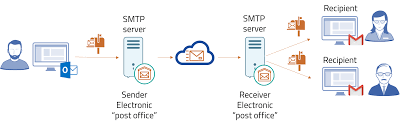 SMTP
server
Sender
Electronic
“post office”
SMTP
server
Receiver
Electronic
“post office”
Recipient
Recipient